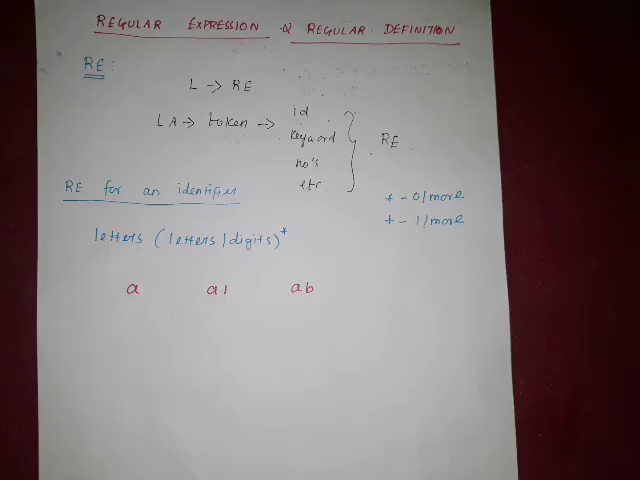 REGULAR EXPRESSION & REGULAR DEFINITION
RE:
L -> RE
LA -> token -> id
keyword
no's
etc
RE
RE for an identifier
* - 0/more
+ - 1/more
letters (letters/digits)*
a a1 ab